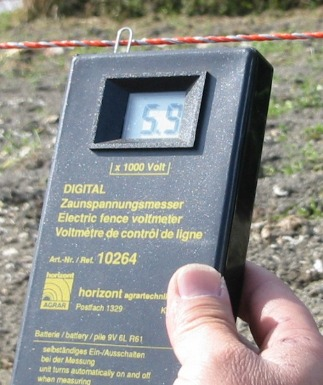 5.9
x 1000 Volt
DIGITAL
Zaunspannungsmesser
Electric fence voltmeter
Voltmètre de contrôl de ligne
Art.-Nr./Ref. 10264
horizont
AGRAR
horizont agrartechnik
Postfach 1329
Batterie / battery / pile 9V 6L R61
selbständiges Ein-/Ausschalten
bei der Messung
unit turns automatically on and off
when measuring